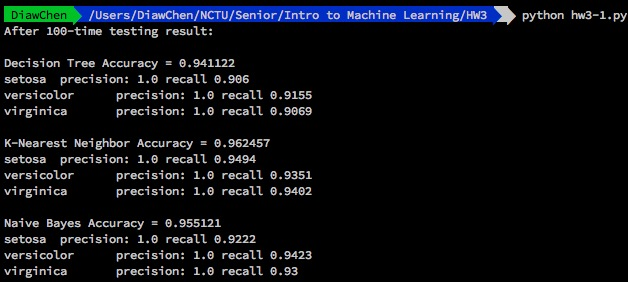 DiawChen /Users/DiawChen/NCTU/Senior/Intro to Machine Learning/HW3 python hw3-1.py
After 100-time testing result:
Decision Tree Accuracy = 0.941122
setosa precision: 1.0 recall 0.906
versicolor precision: 1.0 recall 0.9155
virginica precision: 1.0 recall 0.9069
K-Nearest Neighbor Accuracy = 0.962457
setosa precision: 1.0 recall 0.9494
versicolor precision: 1.0 recall 0.9351
virginica precision: 1.0 recall 0.9402
Naive Bayes Accuracy = 0.955121
setosa precision: 1.0 recall 0.9222
versicolor precision: 1.0 recall 0.9423
virginica precision: 1.0 recall 0.93